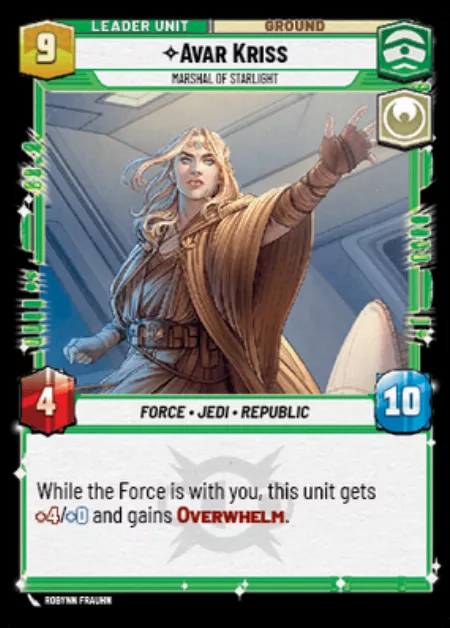 LEADER UNIT GROUND
9
✧AVAR KRISS
MARSHAL OF STARLIGHT
4
FORCE • JEDI • REPUBLIC
10
While the Force is with you, this unit gets
+4/+0 and gains OVERWHELM.
ROBYNN FRAUHN